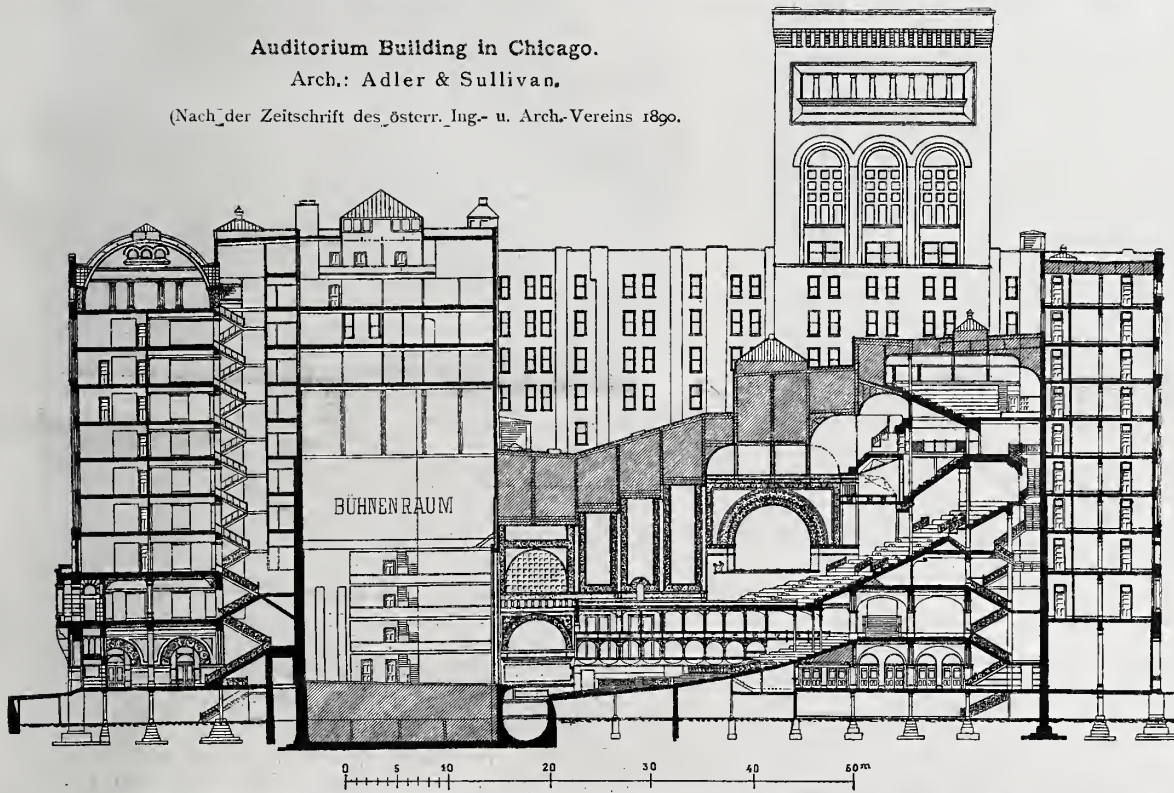 Auditorium Building in Chicago.
Arch.: Adler & Sullivan.
(Nach der Zeitschrift des österr. Ing.- u. Arch.-Vereins 1890.
BÜHNENRAUM
0 5 10 20 30 40 50m